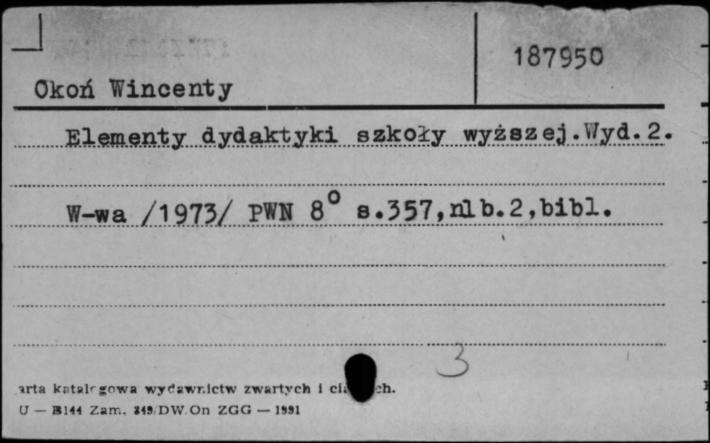 187950
Okoń Wincenty
Elementy dydaktyki szkoły wyższej.Wyd.2.
W-wa /1973/ PWN 8° s.357,nlb.2,bibl.
3
arta katalogowa wydawnictw zwartych i
U — B144 Zam. 349/DW.On ZGG — 1991